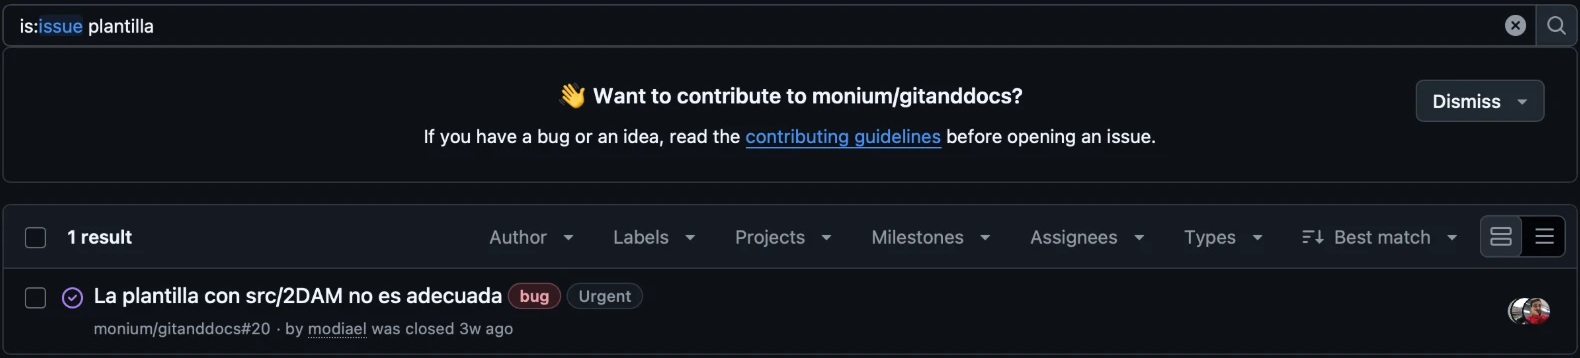 is:issue plantilla
👋 Want to contribute to monium/gitanddocs?
Dismiss
If you have a bug or an idea, read the contributing guidelines before opening an issue.
1 result
Author
Labels
Projects
Milestones
Assignees
Types
Best match
La plantilla con src/2DAM no es adecuada bug Urgent
monium/gitanddocs#20 · by modiael was closed 3w ago